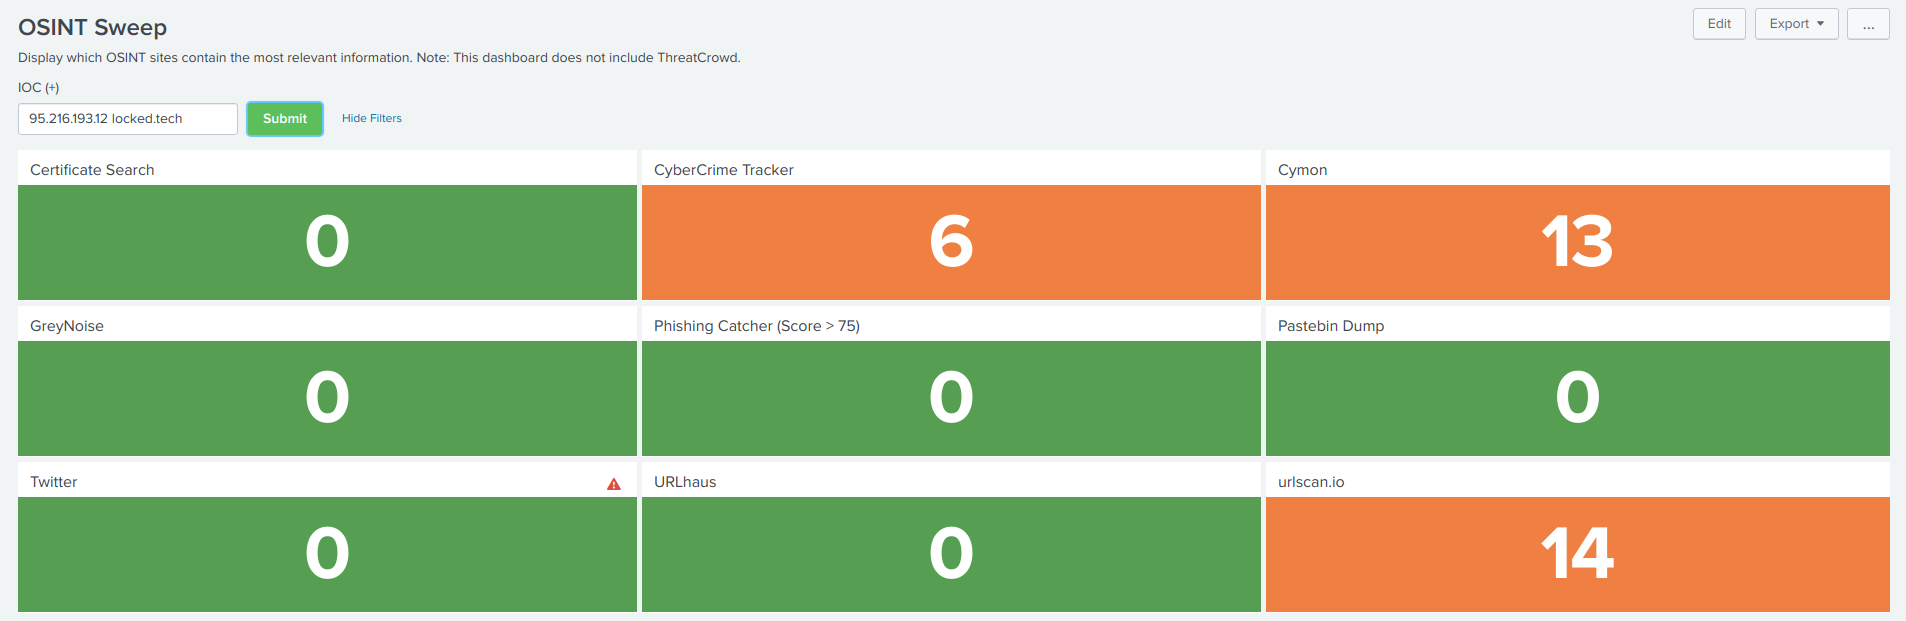 OSINT Sweep
Edit
Export
...
Display which OSINT sites contain the most relevant information. Note: This dashboard does not include ThreatCrowd.
IOC (+)
95.216.193.12 locked.tech
Submit
Hide Filters
Certificate Search
0
CyberCrime Tracker
6
Cymon
13
GreyNoise
0
Phishing Catcher (Score > 75)
0
Pastebin Dump
0
Twitter
0
URLhaus
0
urlscan.io
14